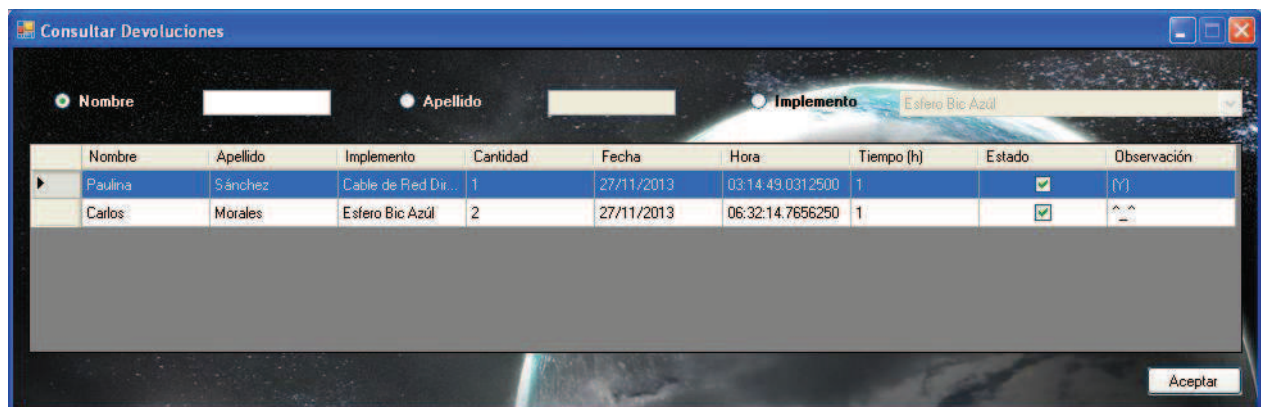 Consultar Devoluciones
Nombre Apellido Implemento Esfero Bic Azúl
Nombre Apellido Implemento Cantidad Fecha Hora Tiempo (h) Estado Observación
Paulina Sánchez Cable de Red Dir... 1 27/11/2013 03:14:49.0312500 1 (Y)
Carlos Morales Esfero Bic Azúl 2 27/11/2013 06:32:14.7656250 1 ^_^
Aceptar